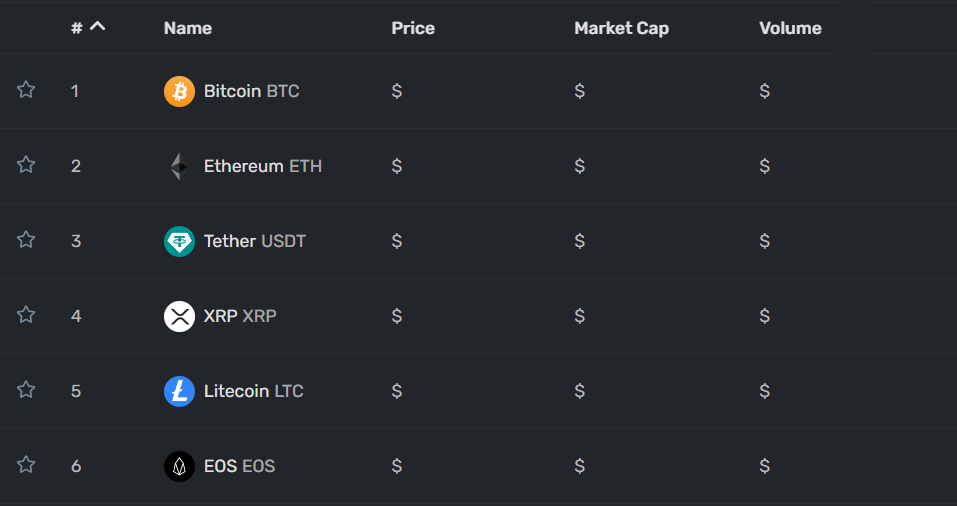 # Name Price Market Cap Volume
1 Bitcoin BTC $ $ $
2 Ethereum ETH $ $ $
3 Tether USDT $ $ $
4 XRP XRP $ $ $
5 Litecoin LTC $ $ $
6 EOS EOS $ $ $